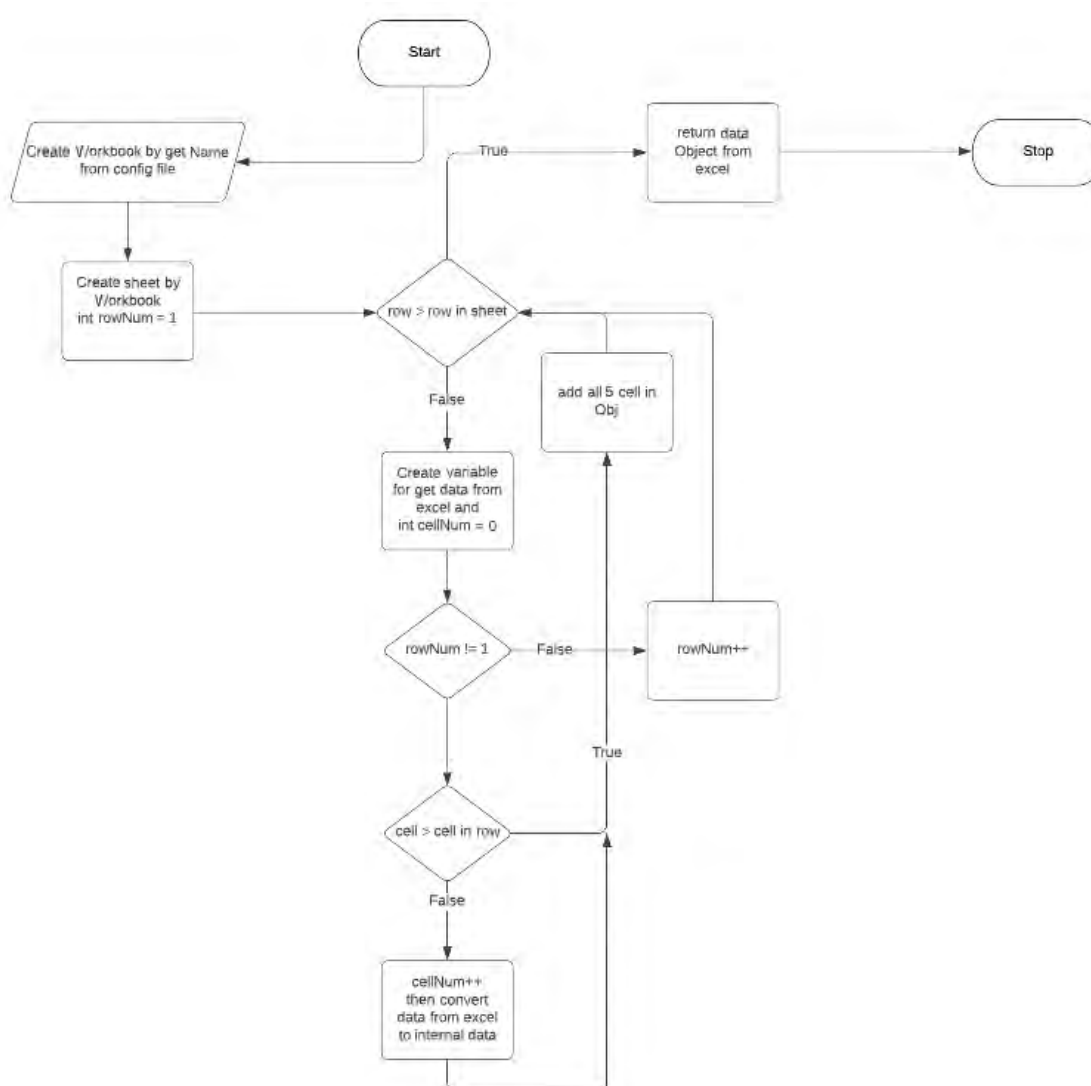 Start
Create Workbook by get Name
from config file
True
return data
Object from
excel
Stop
Create sheet by
Workbook
int rowNum = 1
row > row in sheet
add all 5 cell in
Obj
False
Create variable
for get data from
excel and
int cellNum = 0
rowNum != 1
False
rowNum++
True
cell > cell in row
False
cellNum++
then convert
data from excel
to internal data